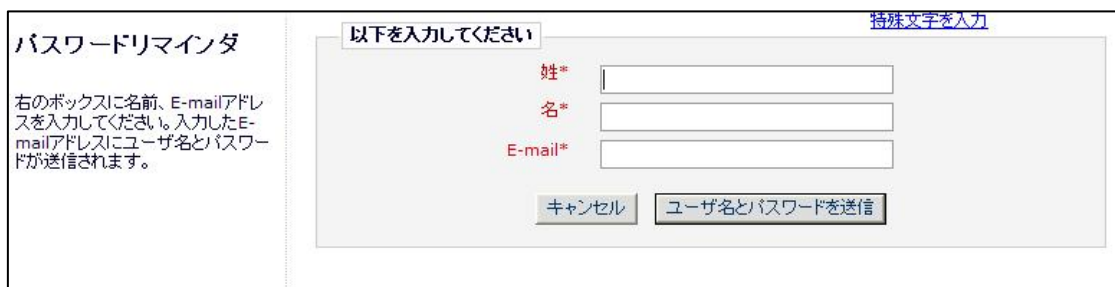 パスワードリマインダ
右のボックスに名前、E-mailアドレ
スを入力してください。入力したE-
mailアドレスにユーザ名とパスワー
ドが送信されます。
特殊文字を入力
以下を入力してください
姓*
名*
E-mail*
キャンセル
ユーザ名とパスワードを送信